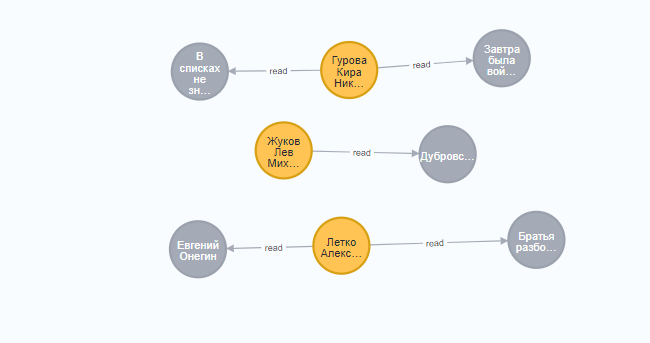 В
списках
не
зн...
read
Гурова
Кира
Ник...
read
Завтра
была
вой...
Жуков
Лев
Мих...
read
Дубровс...
Евгений
Онегин
read
Летко
Алекс...
read
Братья
разбо...